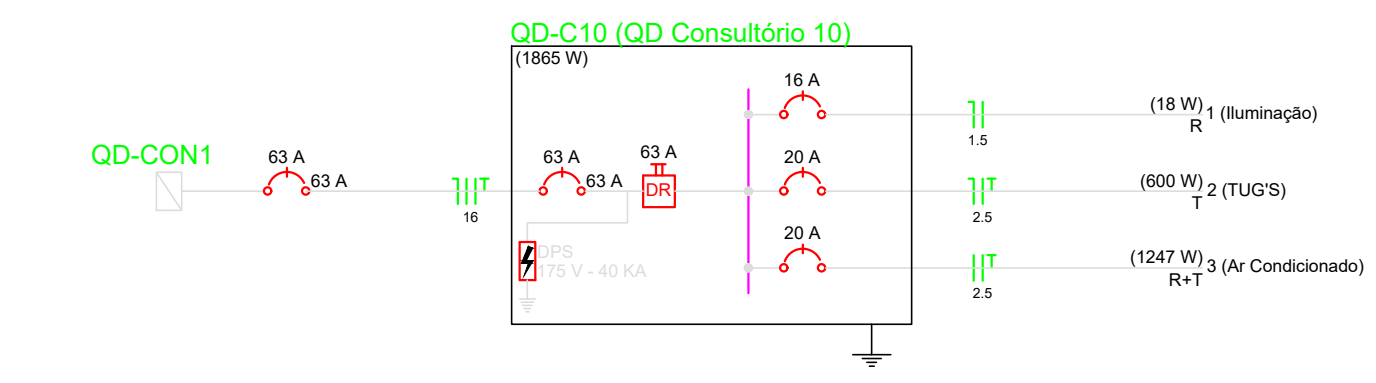 QD-C10 (QD Consultório 10)
(1865 W)
QD-CON1
63 A
63 A
16
63 A
63 A
63 A
DR
DPS
175 V - 40 KA
16 A
1.5
(18 W)
R
1 (Iluminação)
20 A
T
2.5
(600 W)
T
2 (TUG'S)
20 A
T
2.5
(1247 W)
R+T
3 (Ar Condicionado)